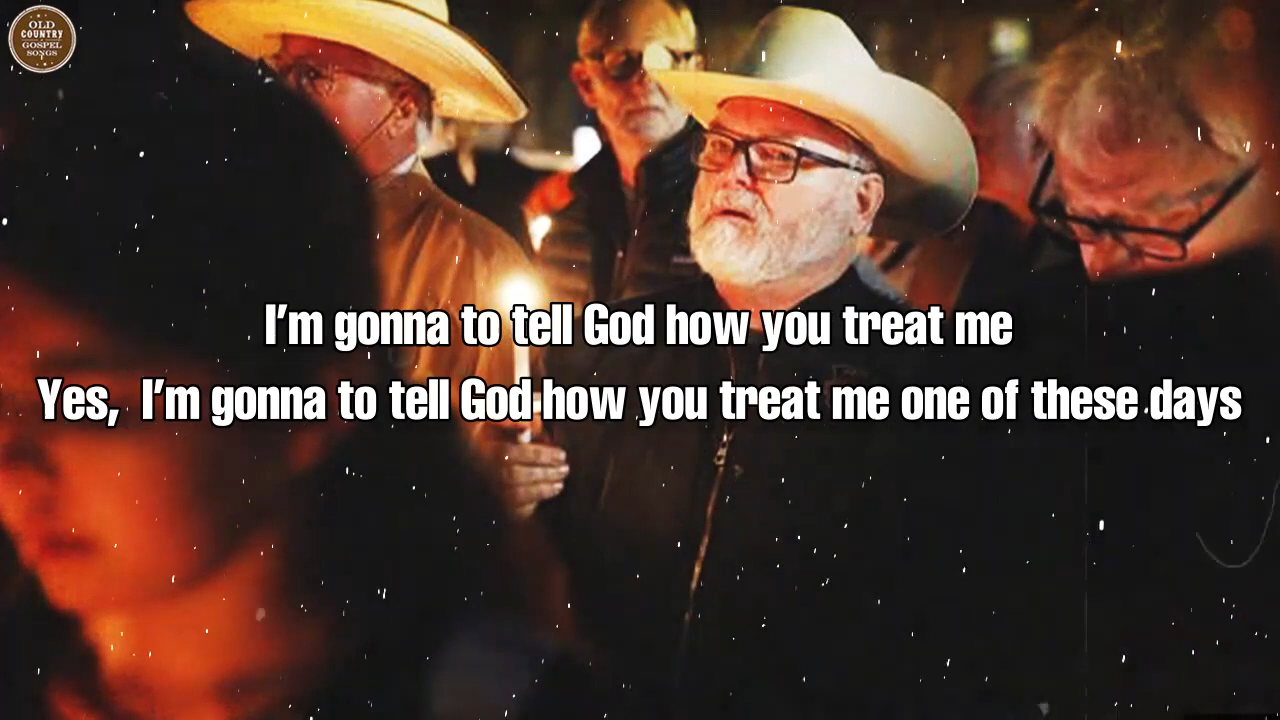 OLD
COUNTRY
GOSPEL
SONGS
I'm gonna to tell God how you treat me
Yes, I'm gonna to tell God how you treat me one of these days